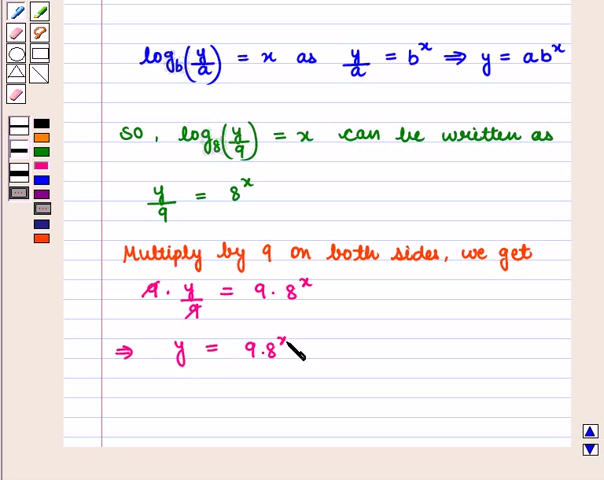 log_b(y/a) = x as y/a = b^x ⇒ y = ab^x
So, log_8(y/9) = x can be written as
y/9 = 8^x
Multiply by 9 on both sides, we get
9 · y/9 = 9 · 8^x
⇒ y = 9.8^x